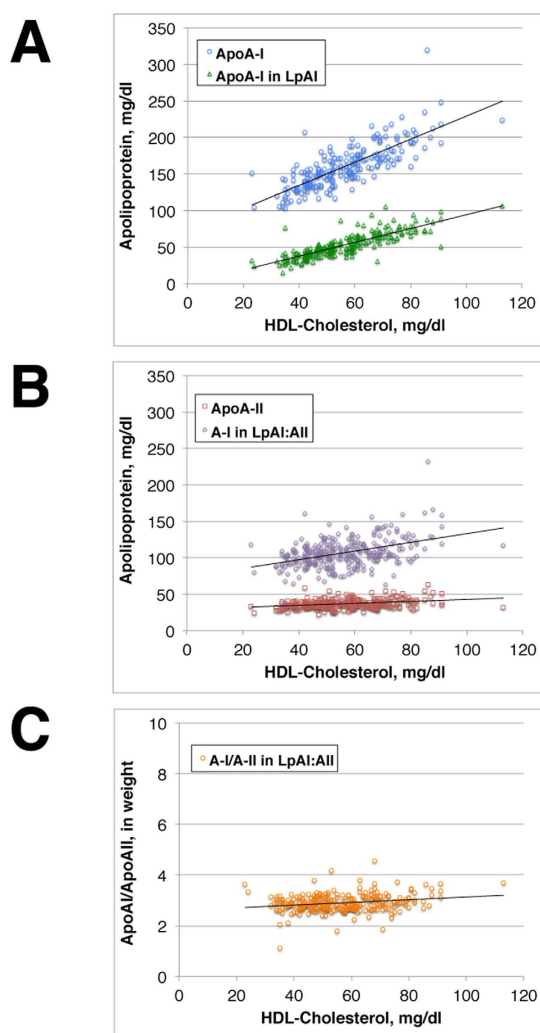 A
Apolipoprotein, mg/dl
350
300
250
200
150
100
50
0
ApoA-I
ApoA-I in LpAI
0 20 40 60 80 100 120
HDL-Cholesterol, mg/dl
B
Apolipoprotein, mg/dl
350
300
250
200
150
100
50
0
ApoA-II
A-I in LpAI:AII
0 20 40 60 80 100 120
HDL-Cholesterol, mg/dl
C
ApoAI/ApoAII, in weight
10
8
6
4
2
0
A-I/A-II in LpAI:AII
0 20 40 60 80 100 120
HDL-Cholesterol, mg/dl